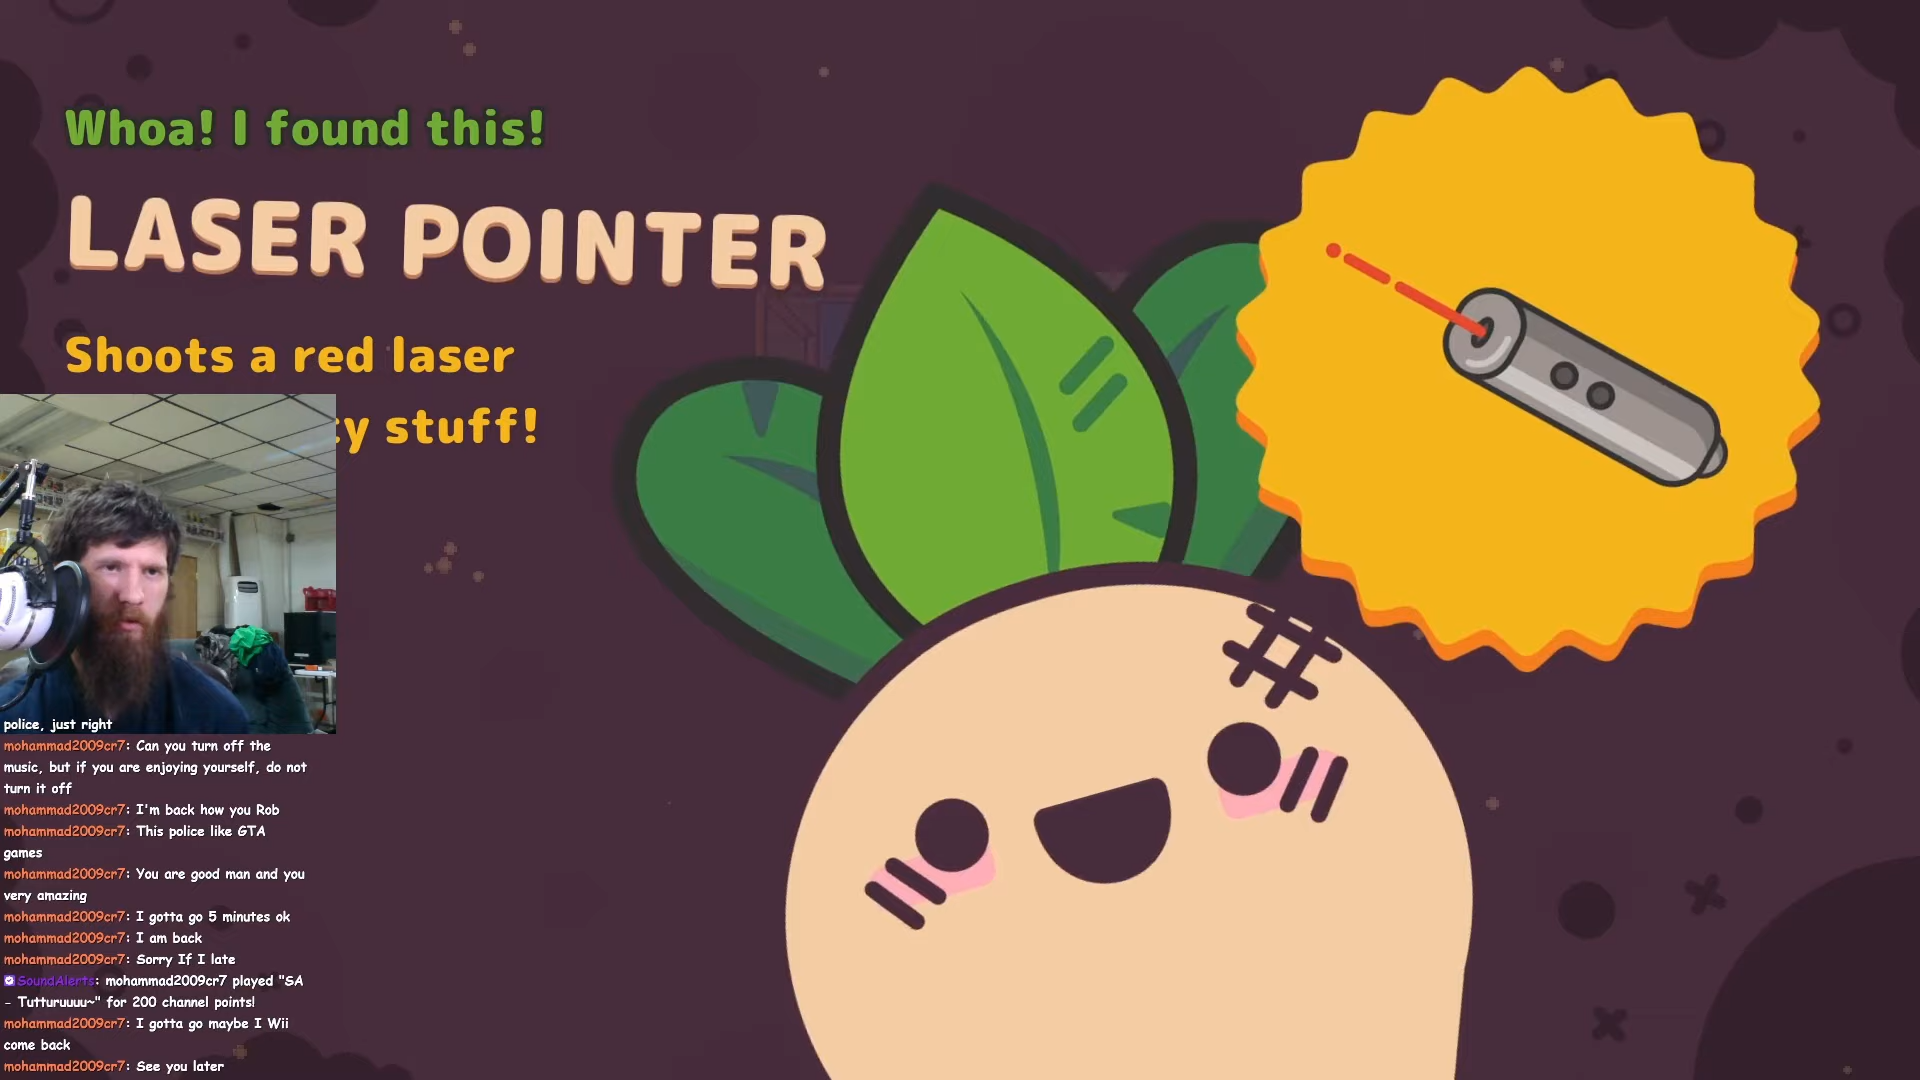 Whoa! I found this!
LASER POINTER
Shoots a red laser
y stuff!
police, just right
mohammad2009cr7: Can you turn off the
music, but if you are enjoying yourself, do not
turn it off
mohammad2009cr7: I'm back how you Rob
mohammad2009cr7: This police like GTA
games
mohammad2009cr7: You are good man and you
very amazing
mohammad2009cr7: I gotta go 5 minutes ok
mohammad2009cr7: I am back
mohammad2009cr7: Sorry If I late
SoundAlerts: mohammad2009cr7 played "SA
- Tutturuuuu~" for 200 channel points!
mohammad2009cr7: I gotta go maybe I Wii
come back
mohammad2009cr7: See you later